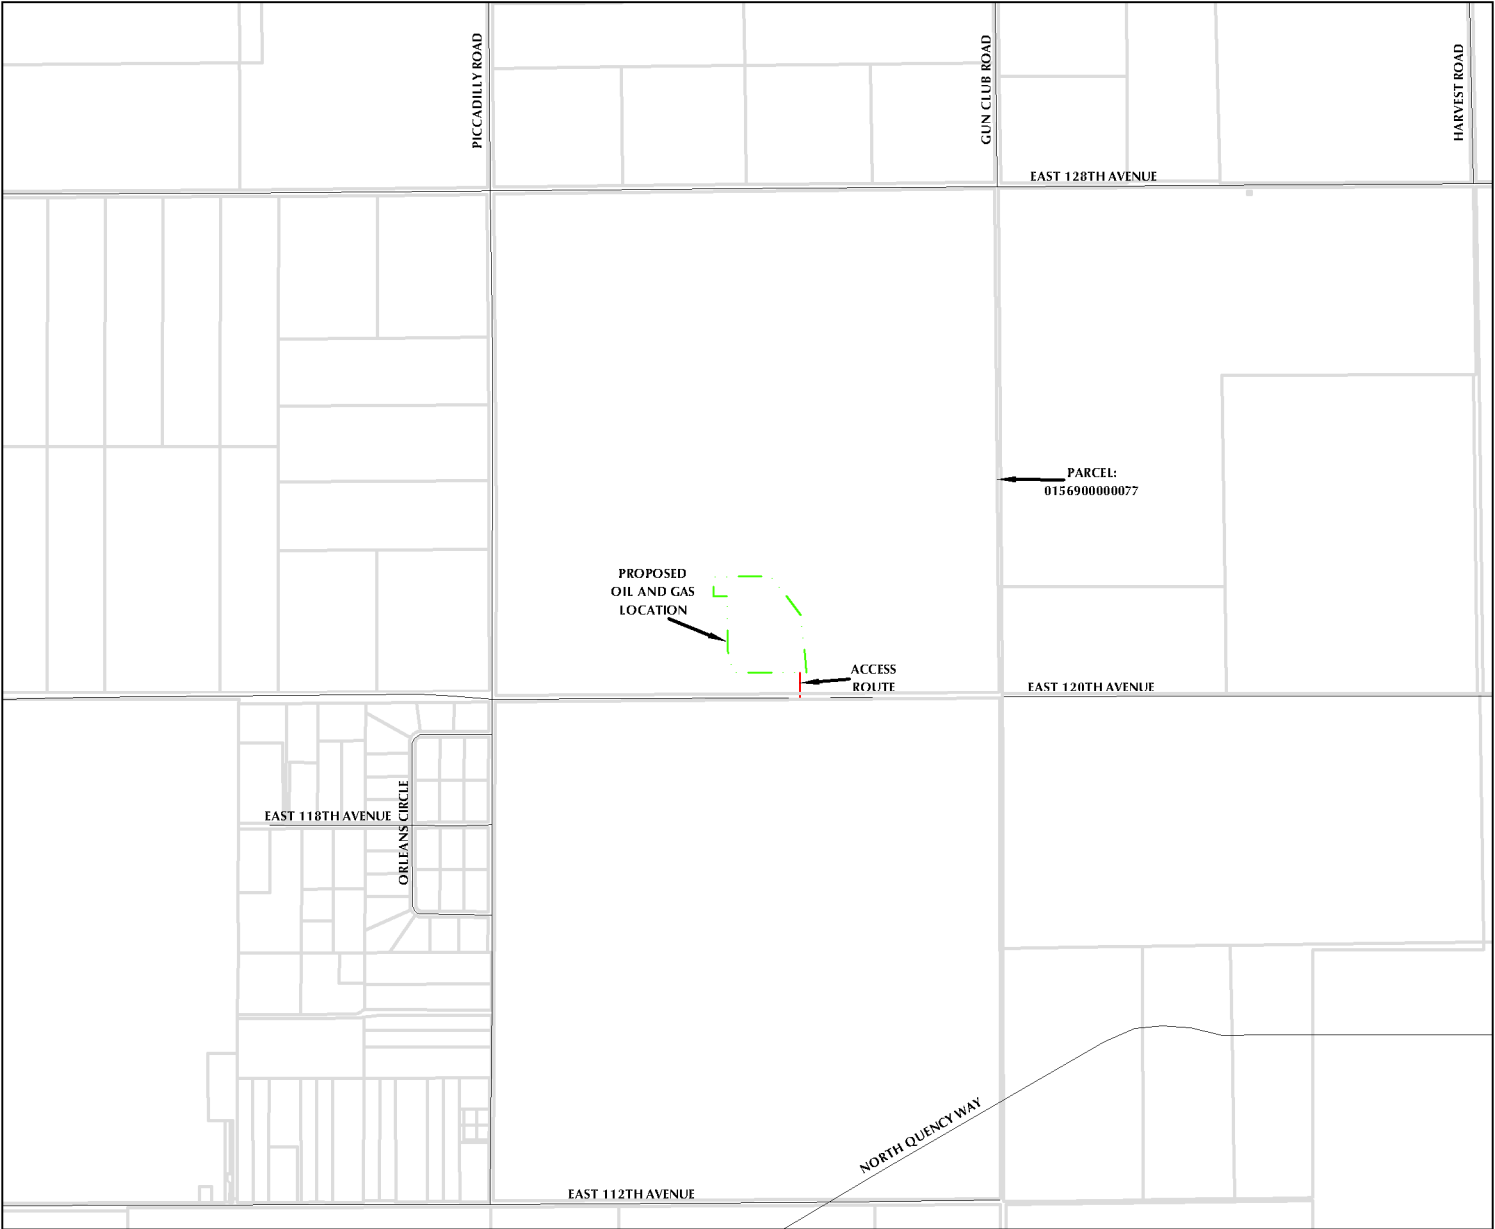 PICCADILLY ROAD
GUN CLUB ROAD
HARVEST ROAD
EAST 128TH AVENUE
PARCEL:
0156900000077
PROPOSED
OIL AND GAS
LOCATION
ACCESS
ROUTE
EAST 120TH AVENUE
EAST 118TH AVENUE
ORLEANS CIRCLE
NORTH QUENCY WAY
EAST 112TH AVENUE